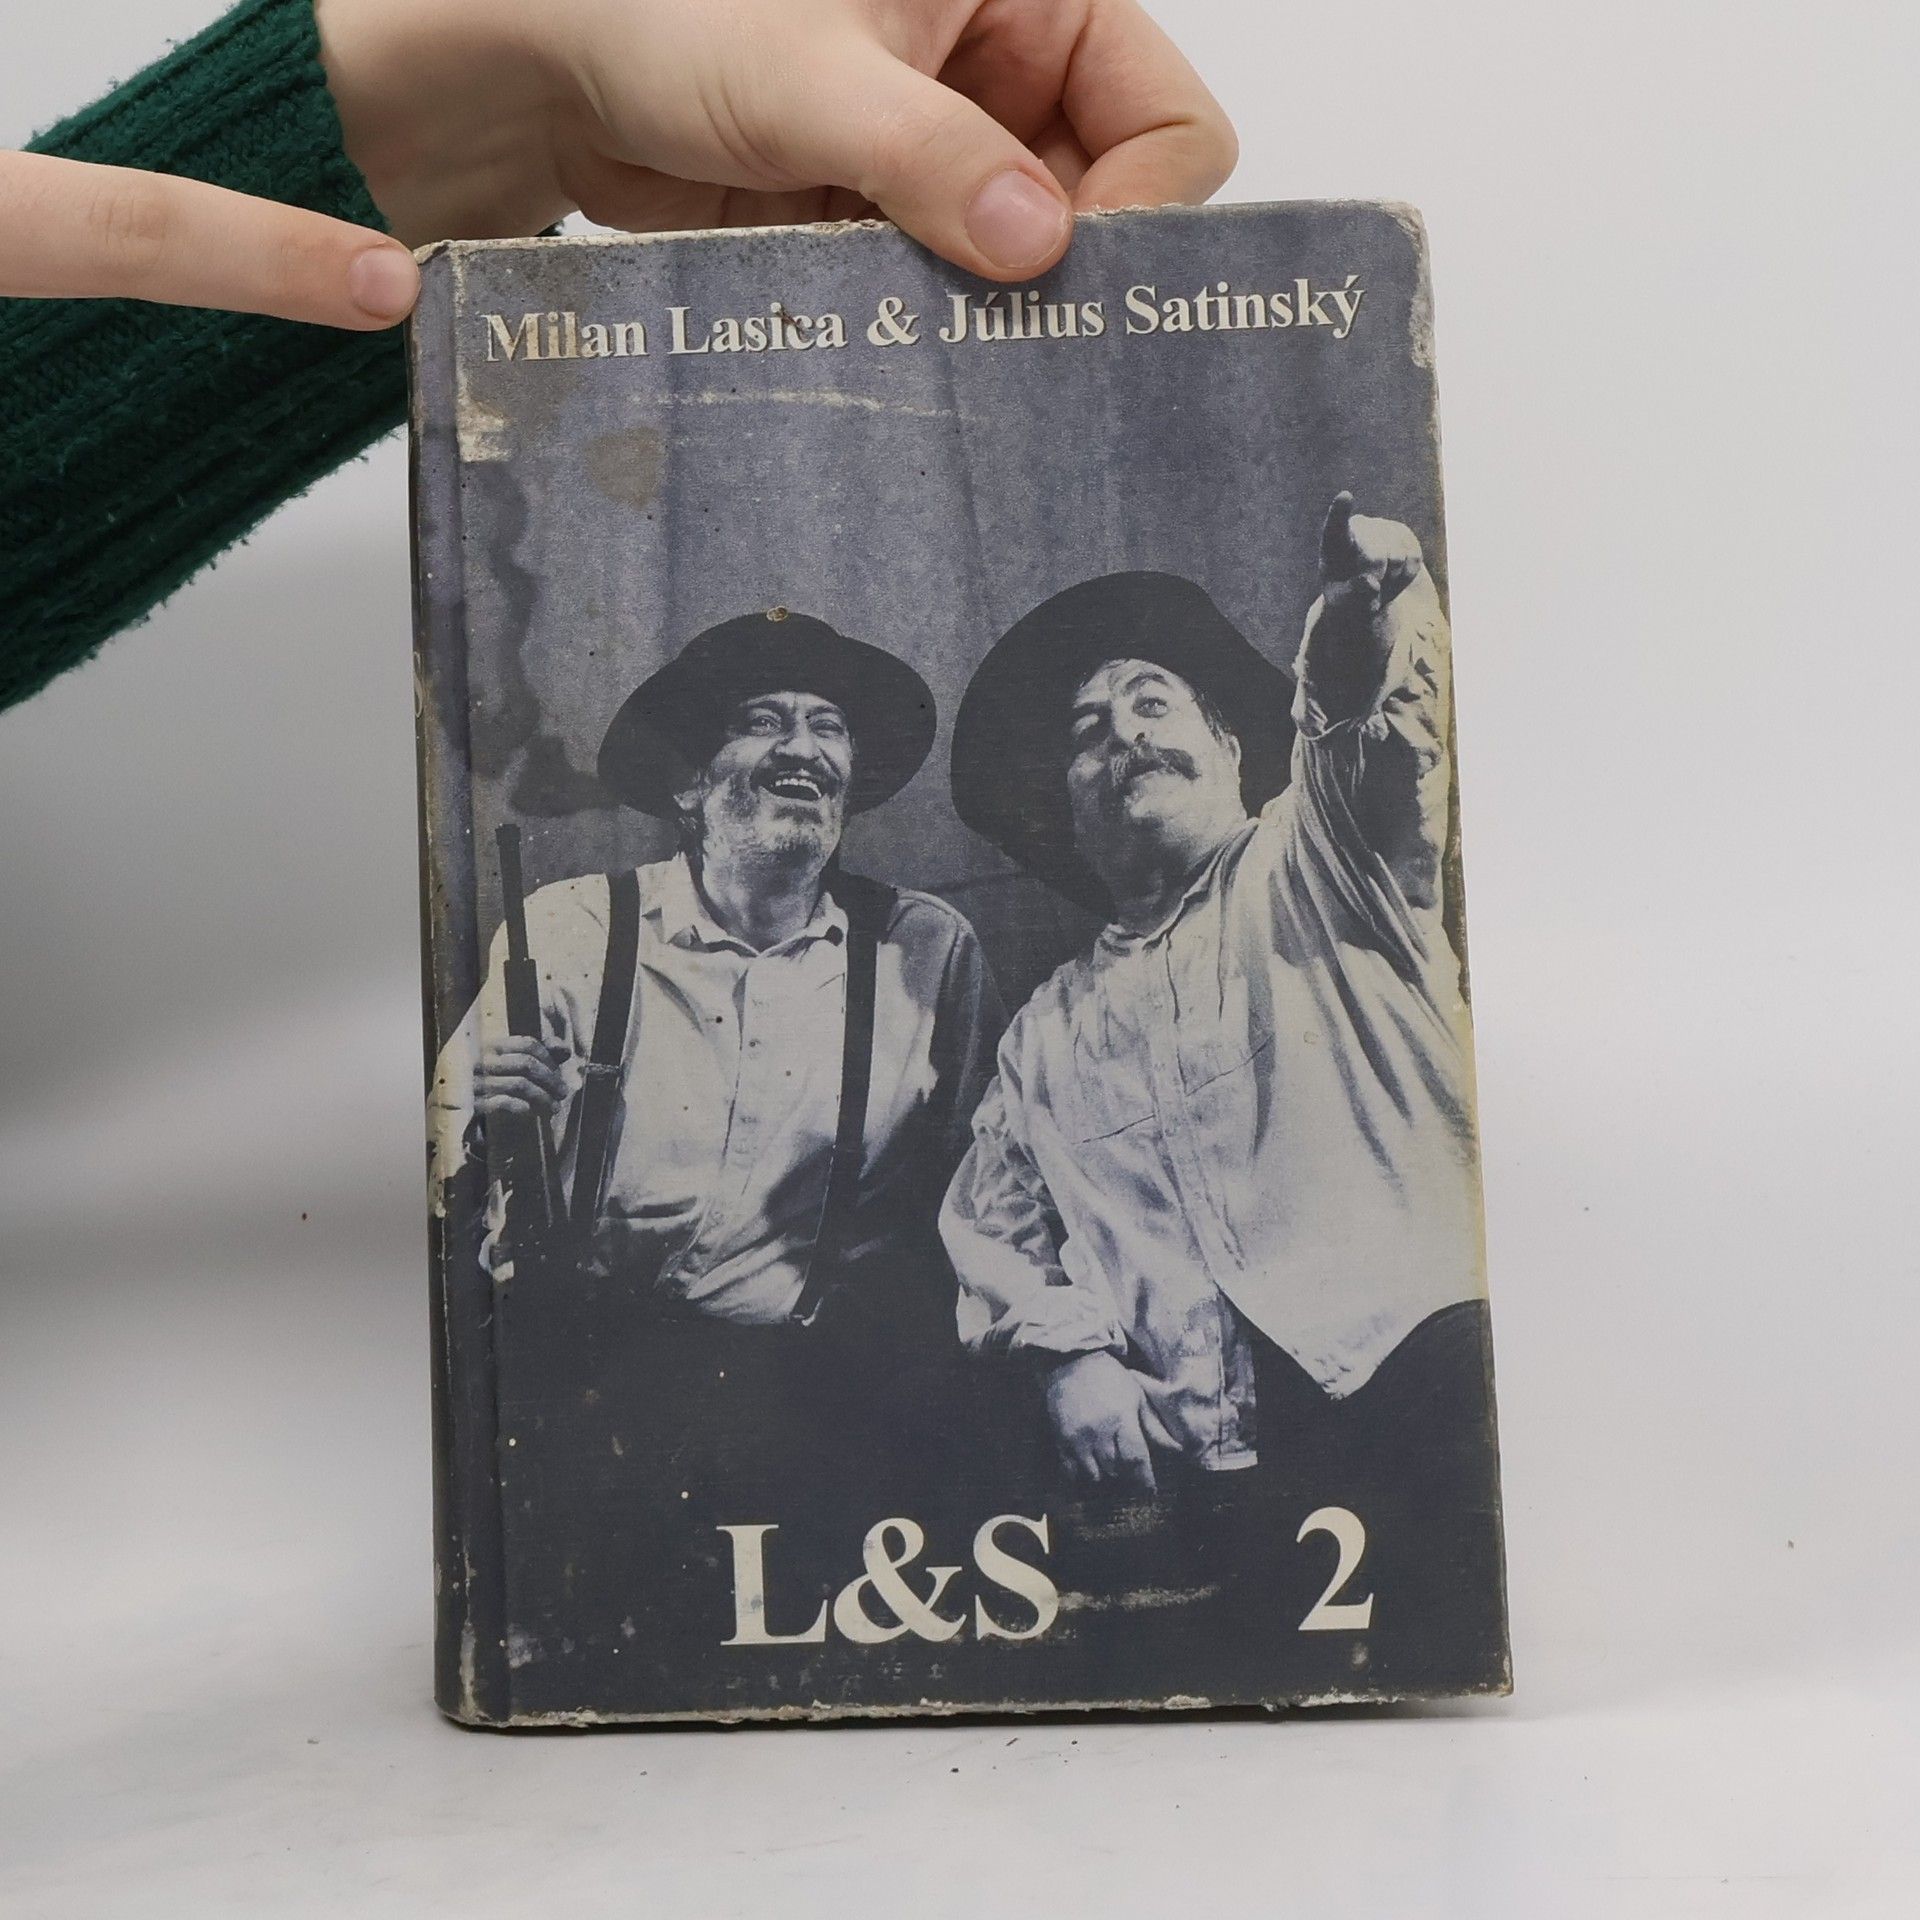 Milan Lasica & Július Satinský
L&S 2